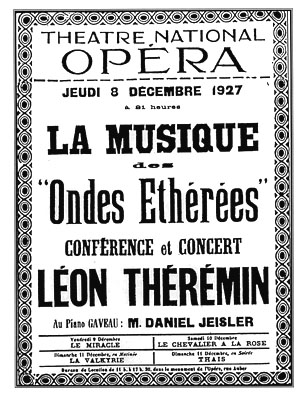 THEATRE NATIONAL
OPÉRA
JEUDI 8 DÉCEMBRE 1927
à 21 heures
LA MUSIQUE
des
"Ondes Ethérées"
CONFÉRENCE et CONCERT
LÉON THÉRÉMIN
Au Piano GAVEAU: M. DANIEL JEISLER
Vendredi 9 Décembre
LE MIRACLE
Samedi 10 Décembre
LE CHEVALIER A LA ROSE
Dimanche 11 Décembre, en Matinée
LA VALKYRIE
Dimanche 11 Décembre, en Soirée
THAIS
Bureau de Location de 11 h. à 17 h. 30, dans le monument de l'Opéra, rue Auber